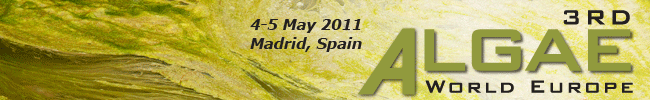 4-5 May 2011
Madrid, Spain
3RD
ALGAE
WORLD EUROPE